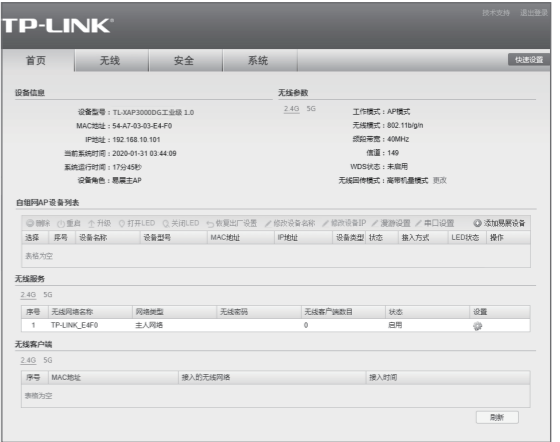 技术支持 退出登录
TP-LINK®
首页 无线 安全 系统 快速设置
设备信息
设备型号：TL-XAP3000DG工业级 1.0
MAC地址：54-A7-03-03-E4-F0
IP地址：192.168.10.101
当前系统时间：2020-01-31 03:44:09
系统运行时间：17分45秒
设备角色：易展主AP
无线参数
2.4G 5G
工作模式：AP模式
无线模式：802.11b/g/n
频段带宽：40MHz
信道：149
WDS状态：未启用
无线回传模式：高带机量模式 更改
自组网AP设备列表
删除 重启 升级 打开LED 关闭LED 恢复出厂设置 修改设备名称 修改设备IP 漫游设置 串口设置 添加易展设备
选择 序号 设备名称 设备型号 MAC地址 IP地址 设备类型 状态 接入方式 LED状态 操作
表格为空
无线服务
2.4G 5G
序号 无线网络名称 网络类型 无线密码 无线客户端数目 状态 设置
1 TP-LINK_E4F0 主人网络 0 启用
无线客户端
2.4G 5G
序号 MAC地址 接入的无线网络 接入时间
表格为空
刷新